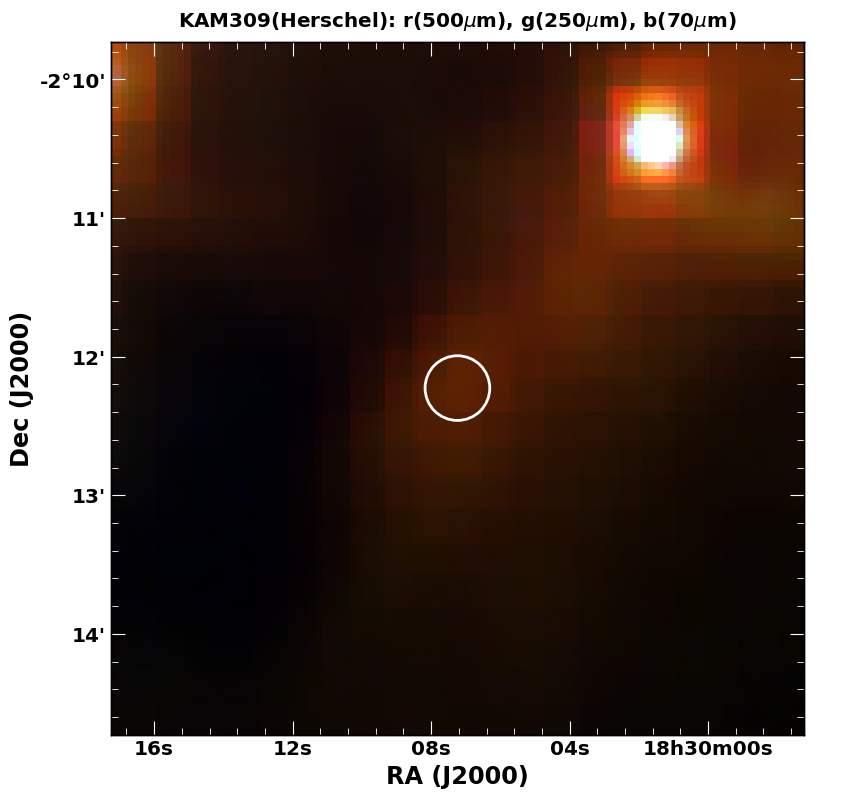 KAM309(Herschel): r(500μm), g(250μm), b(70μm)
-2°10'
11'
12'
13'
14'
Dec (J2000)
16s 12s 08s 04s 18h30m00s
RA (J2000)